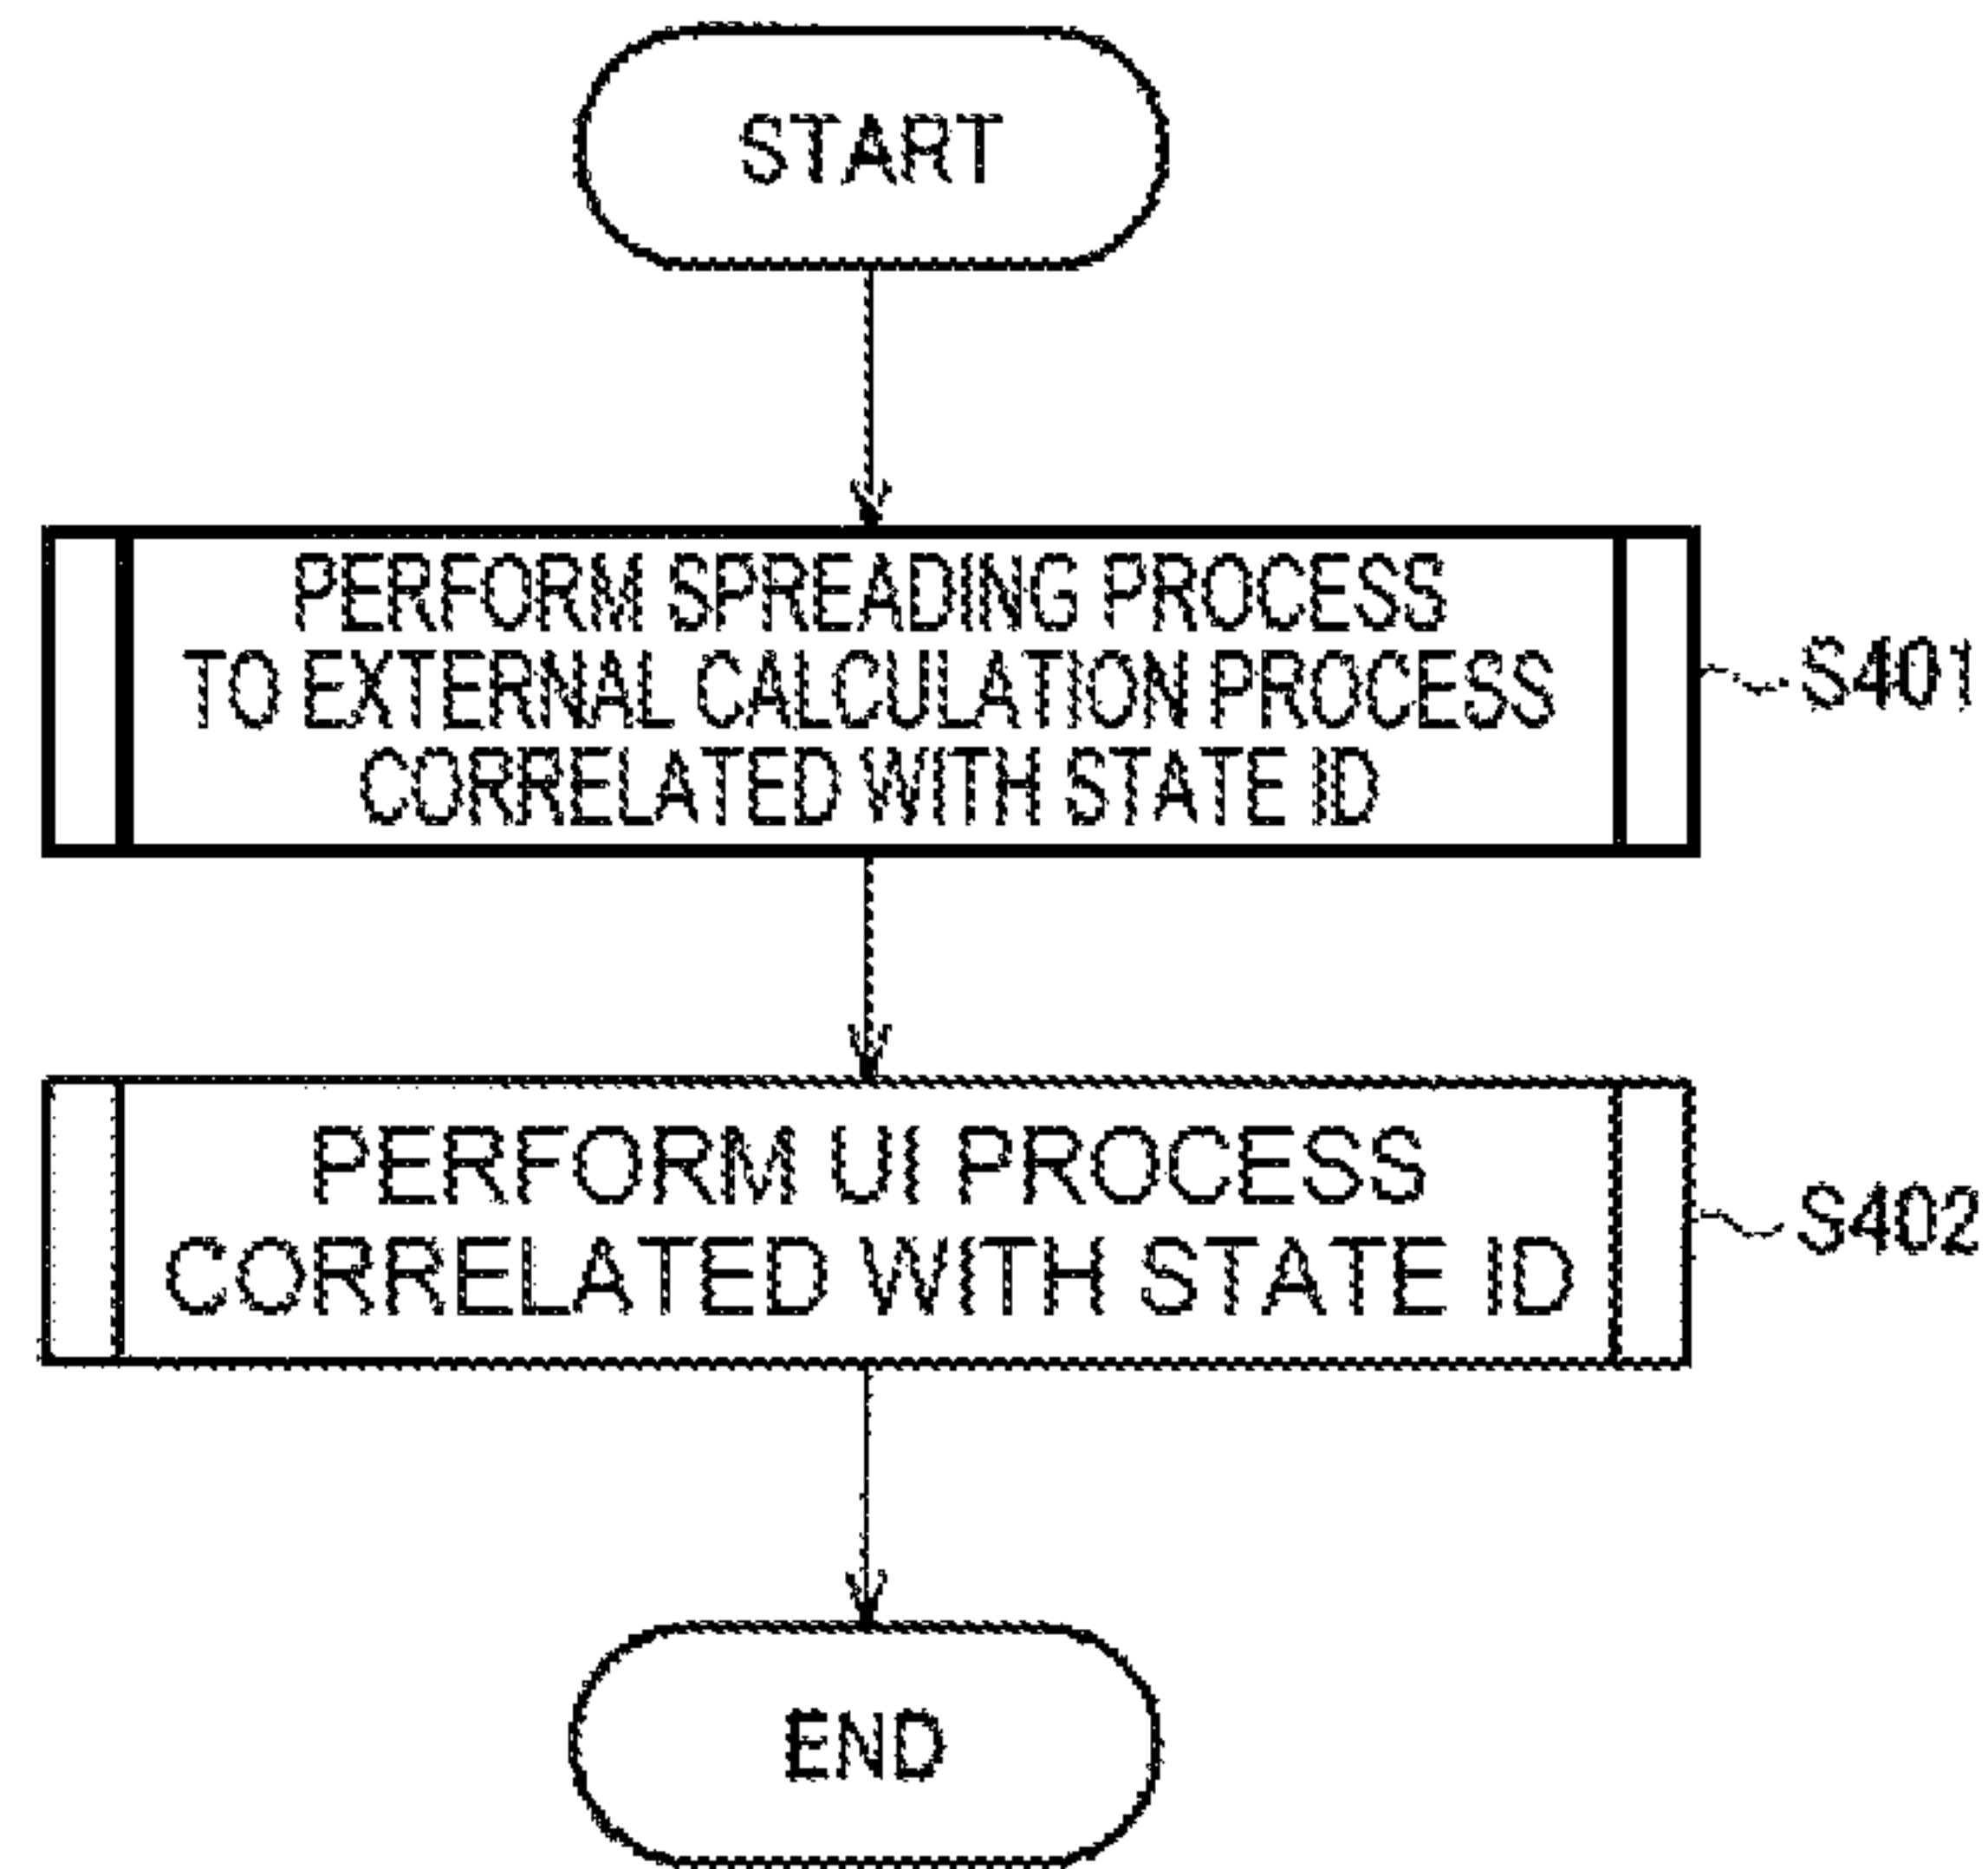 START
PERFORM SPREADING PROCESS
TO EXTERNAL CALCULATION PROCESS
CORRELATED WITH STATE ID
S401
PERFORM UI PROCESS
CORRELATED WITH STATE ID
S402
END